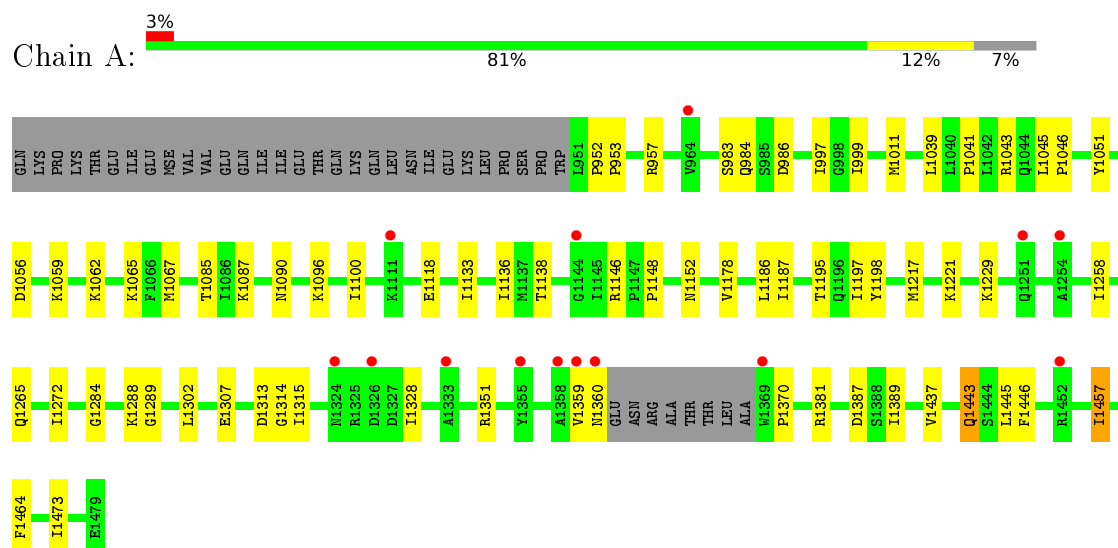 3%
Chain A:
81% 12% 7%
GLN LYS PRO LYS THR GLU ILE GLU MSE VAL VAL GLU GLN ILE ILE GLU THR GLN LYS GLN LEU ASN ILE GLU LYS LEU PRO SER PRO TRP L951 P952 P953 R957 V964 S983 Q984 S985 D986 I997 G998 I999 M1011 L1039 L1040 P1041 L1042 R1043 Q1044 L1045 P1046 Y1051
D1056 K1059 K1062 K1065 F1066 M1067 T1085 I1086 K1087 N1090 K1096 I1100 K1111 E1118 I1133 I1136 M1137 T1138 G1144 I1145 R1146 P1147 P1148 N1152 V1178 L1186 I1187 T1195 Q1196 I1197 Y1198 M1217 K1221 K1229 Q1251 A1254 I1258
Q1265 I1272 G1284 K1288 G1289 L1302 E1307 D1313 G1314 I1315 N1324 R1325 D1326 D1327 I1328 A1333 R1351 Y1355 A1358 V1359 N1360 GLU ASN ARG ALA THR THR LEU ALA W1369 P1370 R1381 D1387 S1388 I1389 V1437 Q1443 S1444 L1445 F1446 R1452 I1457
F1464 I1473 E1479